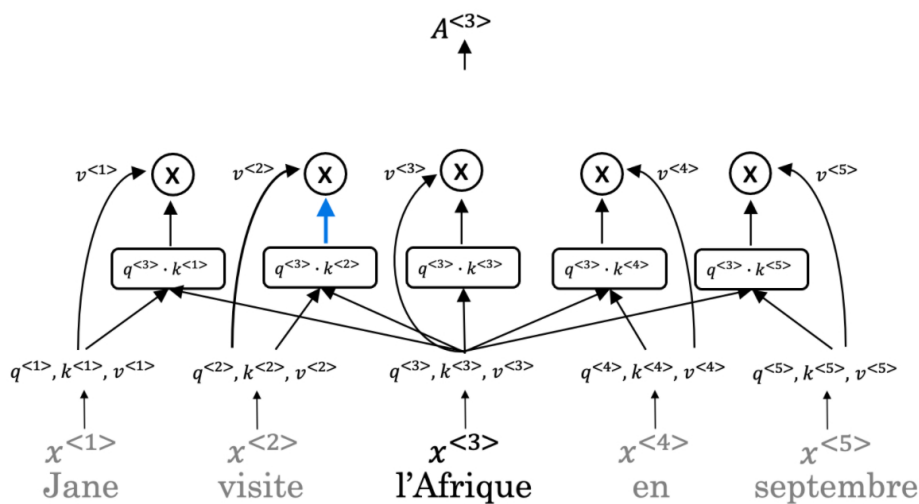 A<3>
v<1> X v<2> X v<3> X X v<4> X v<5>
q<3> · k<1> q<3> · k<2> q<3> · k<3> q<3> · k<4> q<3> · k<5>
q<1>, k<1>, v<1> q<2>, k<2>, v<2> q<3>, k<3>, v<3> q<4>, k<4>, v<4> q<5>, k<5>, v<5>
x<1> x<2> x<3> x<4> x<5>
Jane visite l'Afrique en septembre